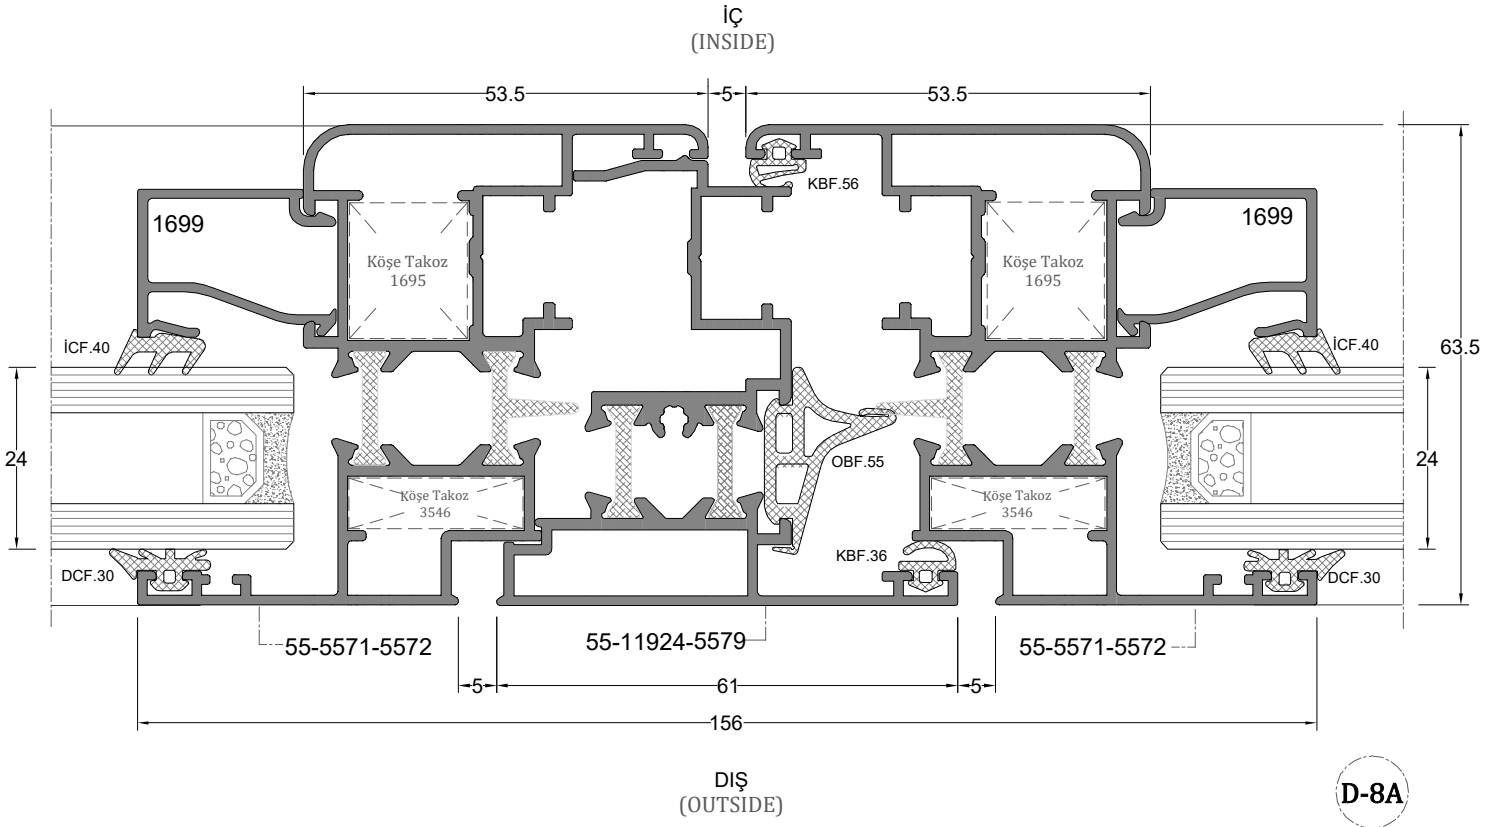 İÇ
(INSIDE)
53.5
5
53.5
KBF.56
1699
1699
Köşe Takoz
1695
Köşe Takoz
1695
İCF.40
İCF.40
63.5
24
OBF.55
24
Köşe Takoz
3546
Köşe Takoz
3546
KBF.36
DCF.30
DCF.30
55-5571-5572
55-11924-5579
55-5571-5572
5
61
5
156
DIŞ
(OUTSIDE)
D-8A